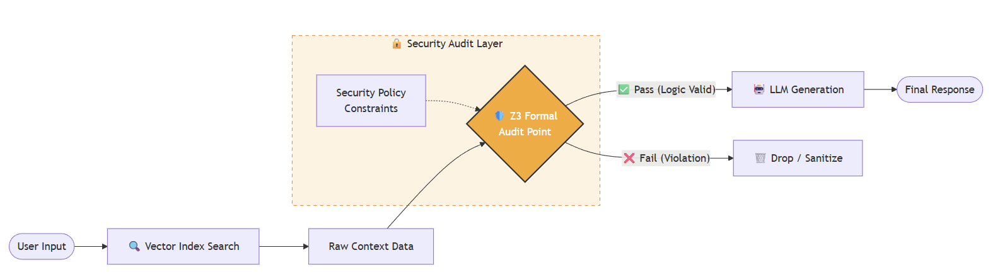 🔒 Security Audit Layer
Security Policy
Constraints
🛡️ Z3 Formal
Audit Point
✅ Pass (Logic Valid)
🤖 LLM Generation
Final Response
❌ Fail (Violation)
🗑️ Drop / Sanitize
User Input
🔍 Vector Index Search
Raw Context Data